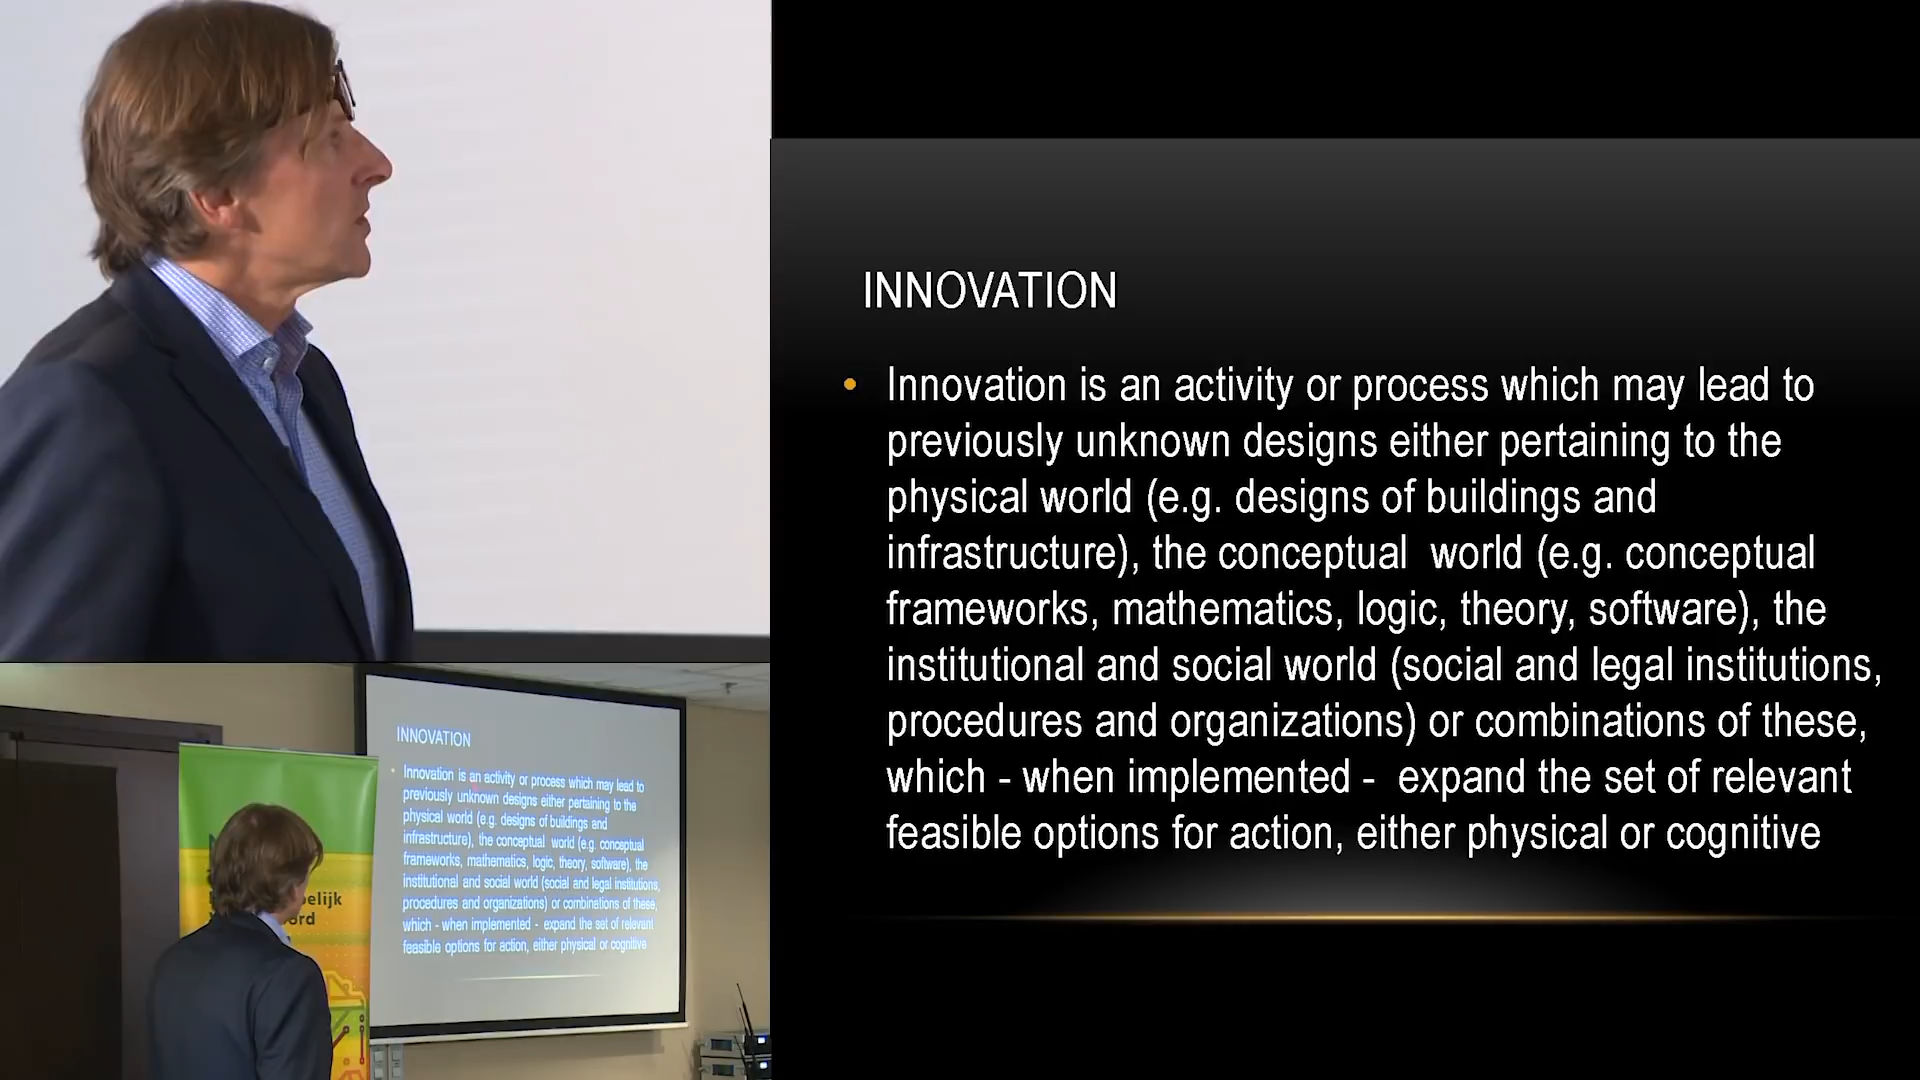 INNOVATION
• Innovation is an activity or process which may lead to
previously unknown designs either pertaining to the
physical world (e.g. designs of buildings and
infrastructure), the conceptual  world (e.g. conceptual
frameworks, mathematics, logic, theory, software), the
institutional and social world (social and legal institutions,
procedures and organizations) or combinations of these,
which - when implemented -  expand the set of relevant
feasible options for action, either physical or cognitive
INNOVATION
• Innovation is an activity or process which may lead to
previously unknown designs either pertaining to the
physical world (e.g. designs of buildings and
infrastructure), the conceptual  world (e.g. conceptual
frameworks, mathematics, logic, theory, software), the
institutional and social world (social and legal institutions,
procedures and organizations) or combinations of these,
which - when implemented -  expand the set of relevant
feasible options for action, either physical or cognitive